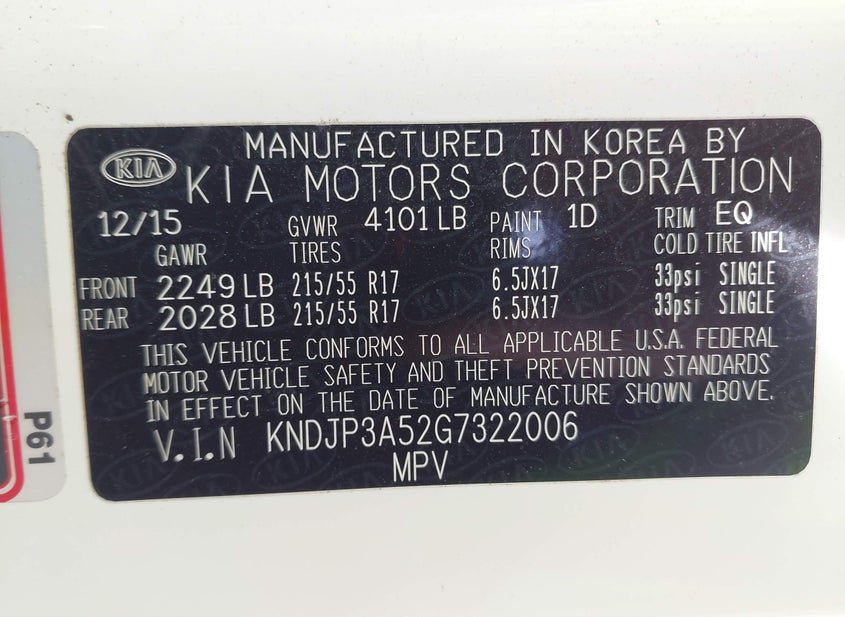 MANUFACTURED IN KOREA BY
KIA KIA MOTORS CORPORATION
12/15 GVWR 4101 LB PAINT 1D TRIM EQ
GAWR TIRES RIMS COLD TIRE INFL
FRONT 2249 LB 215/55 R17 6.5JX17 33psi SINGLE
REAR 2028 LB 215/55 R17 6.5JX17 33psi SINGLE
THIS VEHICLE CONFORMS TO ALL APPLICABLE U.S.A. FEDERAL
MOTOR VEHICLE SAFETY AND THEFT PREVENTION STANDARDS
IN EFFECT ON THE DATE OF MANUFACTURE SHOWN ABOVE.
V.I.N KNDJP3A52G7322006
MPV
P61